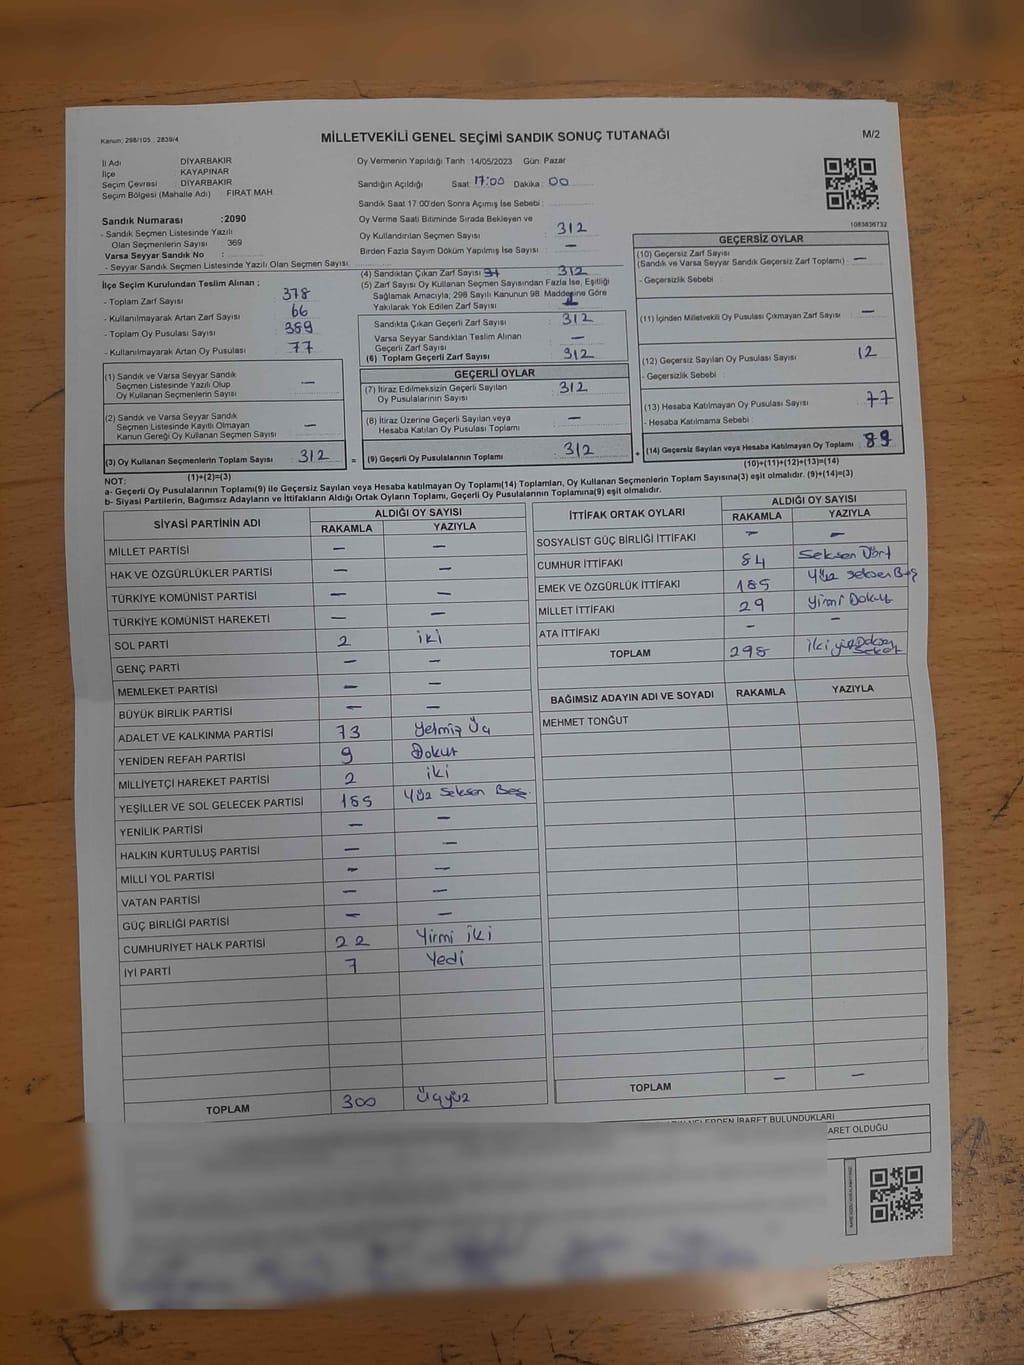 Kanun: 298/105 ; 2839/4
MİLLETVEKİLİ GENEL SEÇİMİ SANDIK SONUÇ TUTANAĞI
M/2
İl Adı DİYARBAKIR
İlçe KAYAPINAR
Seçim Çevresi : DİYARBAKIR
Seçim Bölgesi (Mahalle Adı) : FIRAT MAH.
Sandık Numarası :2090
- Sandık Seçmen Listesinde Yazılı
Olan Seçmenlerin Sayısı : 369
Varsa Seyyar Sandık No :
- Seyyar Sandık Seçmen Listesinde Yazılı Olan Seçmen Sayısı:
İlçe Seçim Kurulundan Teslim Alınan ;
- Toplam Zarf Sayısı 378
- Kullanılmayarak Artan Zarf Sayısı 66
- Toplam Oy Pusulası Sayısı 389
- Kullanılmayarak Artan Oy Pusulası 77
(1) Sandık ve Varsa Seyyar Sandık
Seçmen Listesinde Yazılı Olup
Oy Kullanan Seçmenlerin Sayısı : —
(2) Sandık ve Varsa Seyyar Sandık
Seçmen Listesinde Kayıtlı Olmayan
Kanun Gereği Oy Kullanan Seçmen Sayısı : —
(3) Oy Kullanan Seçmenlerin Toplam Sayısı : 312
(1)+(2)=(3)
Oy Vermenin Yapıldığı Tarih :14/05/2023 Gün: Pazar
Sandığın Açıldığı Saat: 17:00 Dakika : 00
Sandık Saat 17:00'den Sonra Açımış İse Sebebi :
Oy Verme Saati Bitiminde Sırada Bekleyen ve
Oy Kullandırılan Seçmen Sayısı : 312
Birden Fazla Sayım Döküm Yapılmış İse Sayısı : —
(4) Sandıktan Çıkan Zarf Sayısı 312
(5) Zarf Sayısı Oy Kullanan Seçmen Sayısından Fazla İse, Eşitliği
Sağlamak Amacıyla; 298 Sayılı Kanunun 98. Maddesine Göre
Yakılarak Yok Edilen Zarf Sayısı :
Sandıkta Çıkan Geçerli Zarf Sayısı : 312
Varsa Seyyar Sandıktan Teslim Alınan
Geçerli Zarf Sayısı : —
(6) Toplam Geçerli Zarf Sayısı : 312
GEÇERLİ OYLAR
(7) İtiraz Edilmeksizin Geçerli Sayılan
Oy Pusulalarının Sayısı : 312
(8) İtiraz Üzerine Geçerli Sayılan veya
Hesaba Katılan Oy Pusulası Toplamı : —
= (9) Geçerli Oy Pusulalarının Toplamı : 312
1083836732
GEÇERSİZ OYLAR
(10) Geçersiz Zarf Sayısı
(Sandık ve Varsa Seyyar Sandık Geçersiz Zarf Toplamı) : —
- Geçersizlik Sebebi :
(11) İçinden Milletvekili Oy Pusulası Çıkmayan Zarf Sayısı : —
(12) Geçersiz Sayılan Oy Pusulası Sayısı : 12
- Geçersizlik Sebebi :
(13) Hesaba Katılmayan Oy Pusulası Sayısı : 77
- Hesaba Katılmama Sebebi :
+ (14) Geçersiz Sayılan veya Hesaba Katılmayan Oy Toplamı : 89
(10)+(11)+(12)+(13)=(14)
NOT:
a- Geçerli Oy Pusulalarının Toplamı(9) ile Geçersiz Sayılan veya Hesaba katılmayan Oy Toplamı(14) Toplamları, Oy Kullanan Seçmenlerin Toplam Sayısına(3) eşit olmalıdır. (9)+(14)=(3)
b- Siyasi Partilerin, Bağımsız Adayların ve İttifakların Aldığı Ortak Oyların Toplamı, Geçerli Oy Pusulalarının Toplamına(9) eşit olmalıdır.
SİYASİ PARTİNİN ADI ALDIĞI OY SAYISI
RAKAMLA YAZIYLA
MİLLET PARTİSİ — —
HAK VE ÖZGÜRLÜKLER PARTİSİ — —
TÜRKİYE KOMÜNİST PARTİSİ — —
TÜRKİYE KOMÜNİST HAREKETİ — —
SOL PARTİ 2 iki
GENÇ PARTİ — —
MEMLEKET PARTİSİ — —
BÜYÜK BİRLİK PARTİSİ — —
ADALET VE KALKINMA PARTİSİ 73 Yetmiş Üç
YENİDEN REFAH PARTİSİ 9 Dokuz
MİLLİYETÇİ HAREKET PARTİSİ 2 iki
YEŞİLLER VE SOL GELECEK PARTİSİ 185 Yüz Seksen Beş
YENİLİK PARTİSİ — —
HALKIN KURTULUŞ PARTİSİ — —
MİLLİ YOL PARTİSİ — —
VATAN PARTİSİ — —
GÜÇ BİRLİĞİ PARTİSİ — —
CUMHURİYET HALK PARTİSİ 22 Yirmi iki
İYİ PARTİ 7 Yedi
TOPLAM 300 Üçyüz
İTTİFAK ORTAK OYLARI ALDIĞI OY SAYISI
RAKAMLA YAZIYLA
SOSYALİST GÜÇ BİRLİĞİ İTTİFAKI — —
CUMHUR İTTİFAKI 84 Seksen Dört
EMEK VE ÖZGÜRLÜK İTTİFAKI 185 Yüz Seksen Beş
MİLLET İTTİFAKI 29 Yirmi Dokuz
ATA İTTİFAKI — —
TOPLAM 298 iki yüz Doksan Sekiz
BAĞIMSIZ ADAYIN ADI VE SOYADI RAKAMLA YAZIYLA
MEHMET TONĞUT
TOPLAM — —
İBARET BULUNDUKLARI
ARET OLDUĞU